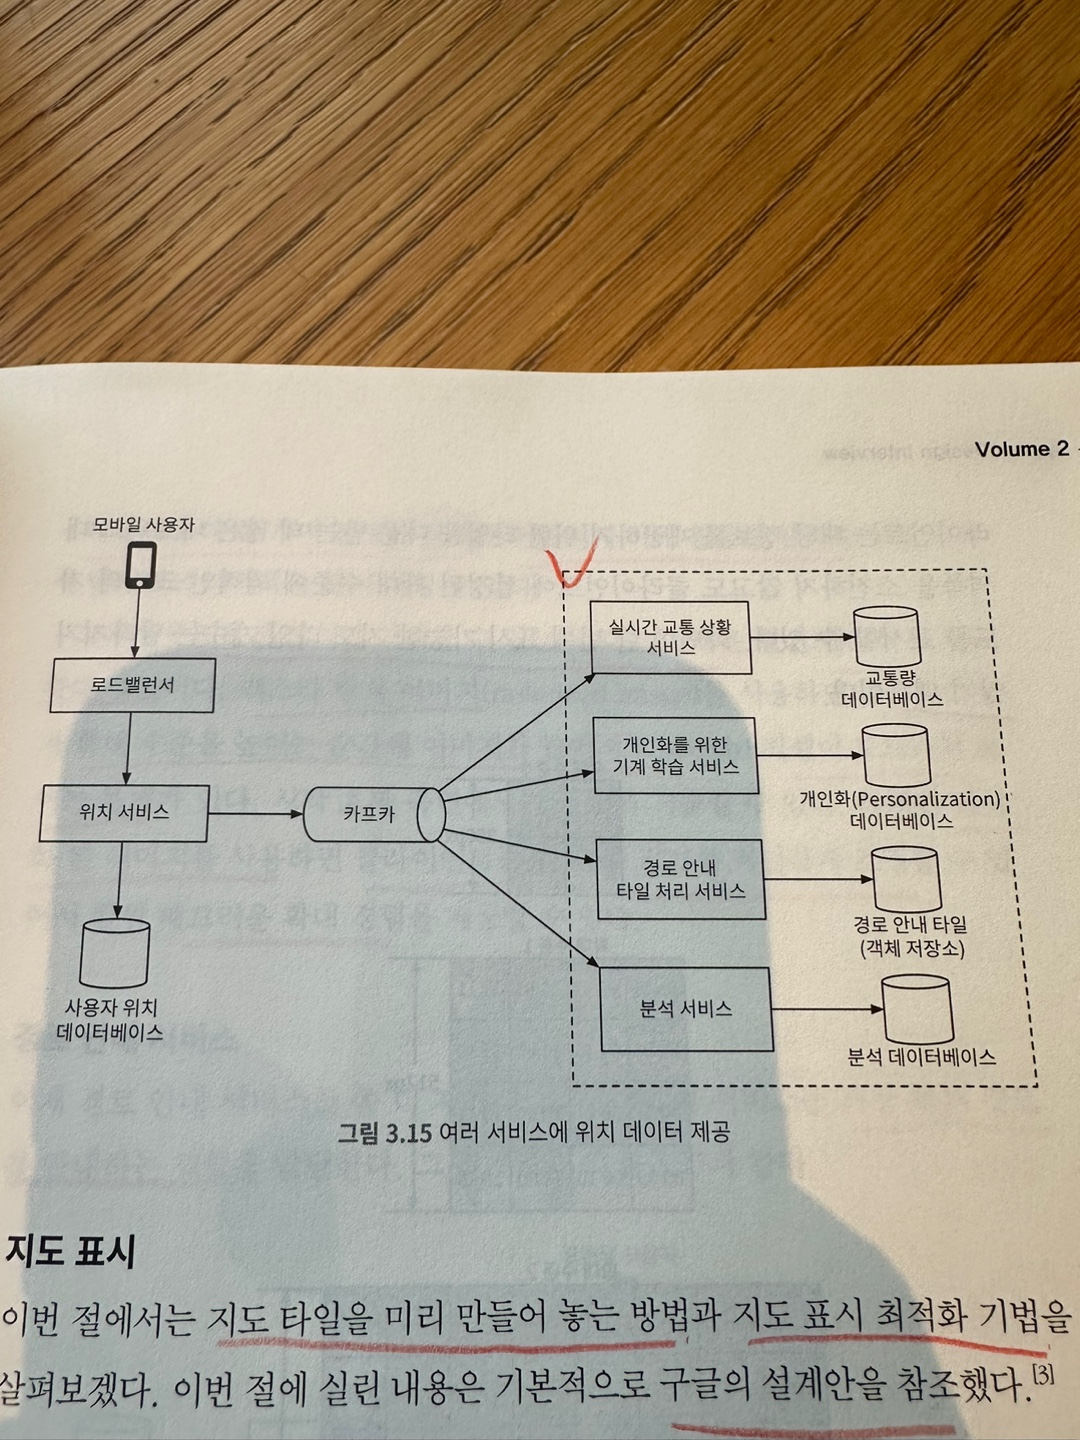 Volume 2
모바일 사용자
로드밸런서
위치 서비스
사용자 위치
데이터베이스
카프카
실시간 교통 상황
서비스
교통량
데이터베이스
개인화를 위한
기계 학습 서비스
개인화(Personalization)
데이터베이스
경로 안내
타일 처리 서비스
경로 안내 타일
(객체 저장소)
분석 서비스
분석 데이터베이스
그림 3.15 여러 서비스에 위치 데이터 제공
지도 표시
이번 절에서는 지도 타일을 미리 만들어 놓는 방법과 지도 표시 최적화 기법을
살펴보겠다. 이번 절에 실린 내용은 기본적으로 구글의 설계안을 참조했다.[3]